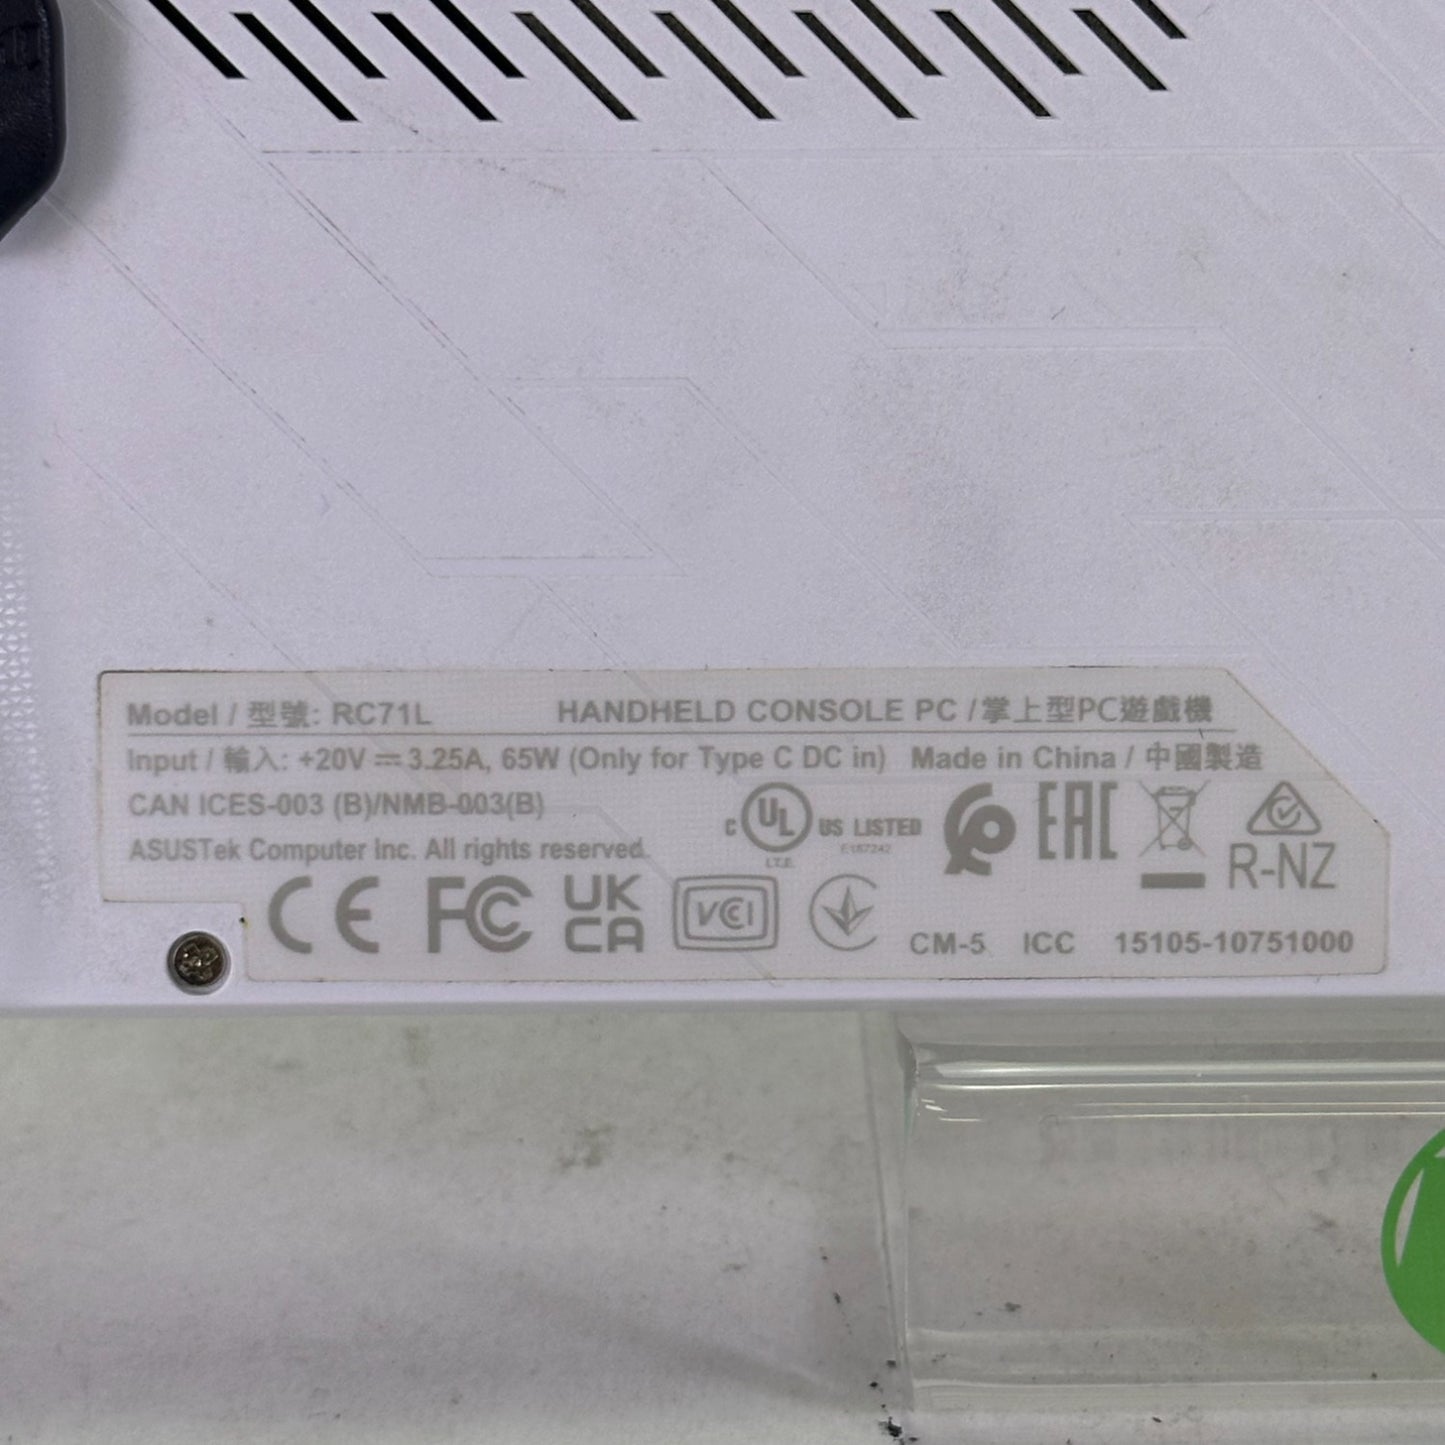 Model / 型號: RC71L HANDHELD CONSOLE PC / 掌上型PC遊戲機
Input / 輸入: +20V ⎓ 3.25A, 65W (Only for Type C DC in) Made in China / 中國製造
CAN ICES-003 (B)/NMB-003(B)
C UL US LISTED
E187242
I.T.E.
EAC
ASUSTek Computer Inc. All rights reserved.
R-NZ
CE FC UK
CA
VCCI
CM-5 ICC 15105-10751000